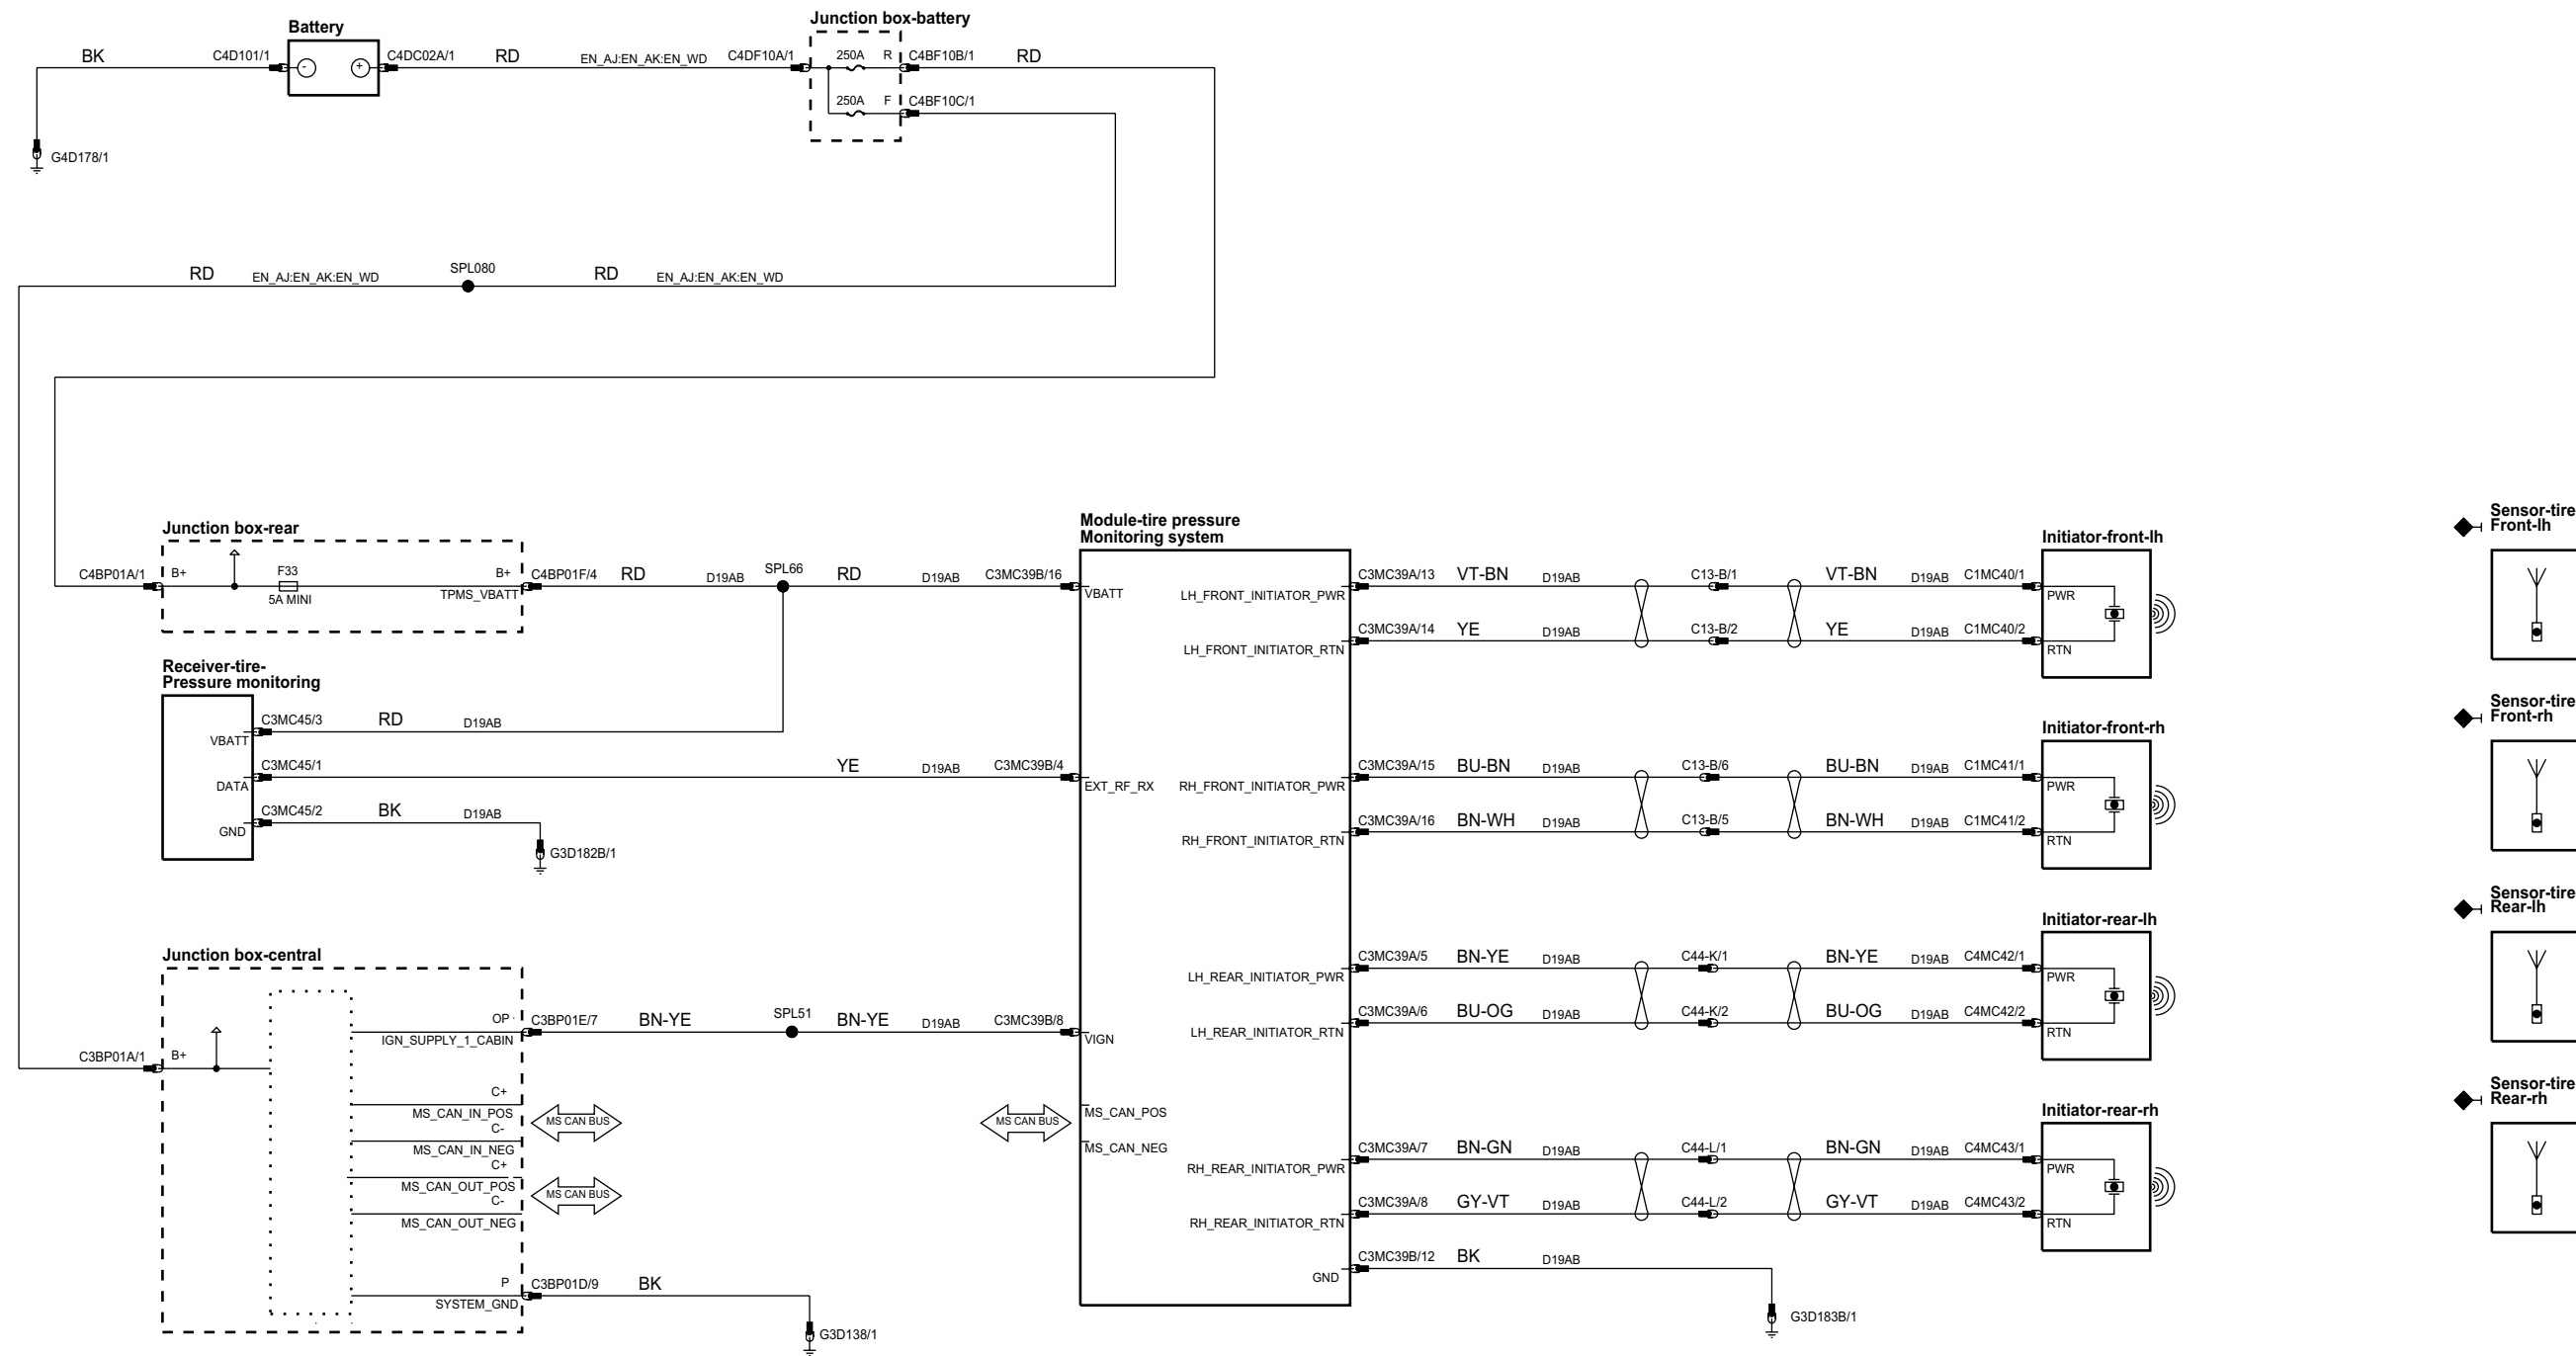 Battery
Junction box-battery
BK
C4D101/1
-
+
C4DC02A/1
RD
EN_AJ:EN_AK:EN_WD
C4DF10A/1
250A
R
C4BF10B/1
RD
250A
F
C4BF10C/1
G4D178/1
RD
EN_AJ:EN_AK:EN_WD
SPL080
RD
EN_AJ:EN_AK:EN_WD
Junction box-rear
C4BP01A/1
B+
F33
5A MINI
B+
TPMS_VBATT
C4BP01F/4
RD
D19AB
SPL66
RD
D19AB
C3MC39B/16
Receiver-tire-
Pressure monitoring
VBATT
C3MC45/3
RD
D19AB
DATA
C3MC45/1
YE
D19AB
C3MC39B/4
GND
C3MC45/2
BK
D19AB
G3D182B/1
Junction box-central
C3BP01A/1
B+
OP
IGN_SUPPLY_1_CABIN
C3BP01E/7
BN-YE
SPL51
BN-YE
D19AB
C3MC39B/8
C+
MS_CAN_IN_POS
C-
MS_CAN_IN_NEG
MS CAN BUS
C+
MS_CAN_OUT_POS
C-
MS_CAN_OUT_NEG
MS CAN BUS
P
SYSTEM_GND
C3BP01D/9
BK
G3D138/1
Module-tire pressure
Monitoring system
VBATT
EXT_RF_RX
VIGN
MS CAN BUS
MS_CAN_POS
MS_CAN_NEG
LH_FRONT_INITIATOR_PWR
C3MC39A/13
VT-BN
D19AB
C13-B/1
VT-BN
D19AB
C1MC40/1
LH_FRONT_INITIATOR_RTN
C3MC39A/14
YE
D19AB
C13-B/2
YE
D19AB
C1MC40/2
Initiator-front-lh
PWR
RTN
RH_FRONT_INITIATOR_PWR
C3MC39A/15
BU-BN
D19AB
C13-B/6
BU-BN
D19AB
C1MC41/1
RH_FRONT_INITIATOR_RTN
C3MC39A/16
BN-WH
D19AB
C13-B/5
BN-WH
D19AB
C1MC41/2
Initiator-front-rh
PWR
RTN
LH_REAR_INITIATOR_PWR
C3MC39A/5
BN-YE
D19AB
C44-K/1
BN-YE
D19AB
C4MC42/1
LH_REAR_INITIATOR_RTN
C3MC39A/6
BU-OG
D19AB
C44-K/2
BU-OG
D19AB
C4MC42/2
Initiator-rear-lh
PWR
RTN
RH_REAR_INITIATOR_PWR
C3MC39A/7
BN-GN
D19AB
C44-L/1
BN-GN
D19AB
C4MC43/1
RH_REAR_INITIATOR_RTN
C3MC39A/8
GY-VT
D19AB
C44-L/2
GY-VT
D19AB
C4MC43/2
Initiator-rear-rh
PWR
RTN
GND
C3MC39B/12
BK
D19AB
G3D183B/1
Sensor-tire
Front-lh
Sensor-tire
Front-rh
Sensor-tire
Rear-lh
Sensor-tire
Rear-rh